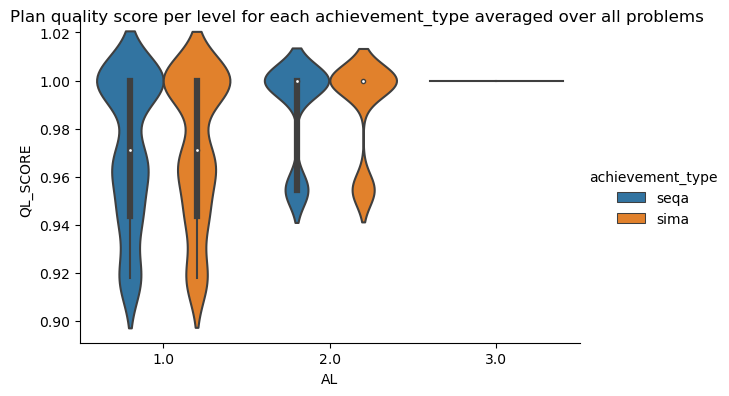 Plan quality score per level for each achievement_type averaged over all problems
1.02
1.00
0.98
0.96
0.94
0.92
0.90
QL_SCORE
1.0
2.0
3.0
AL
achievement_type
seqa
sima